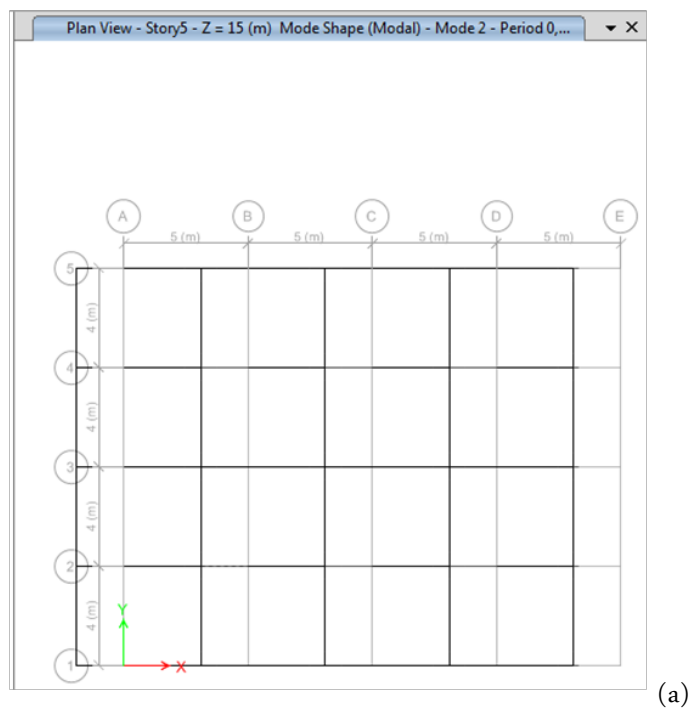 Plan View - Story5 - Z = 15 (m) Mode Shape (Modal) - Mode 2 - Period 0,...
A B C D E
5 (m) 5 (m) 5 (m) 5 (m)
5
4 (m)
4
4 (m)
3
4 (m)
2
4 (m)
Y
1
X
(a)